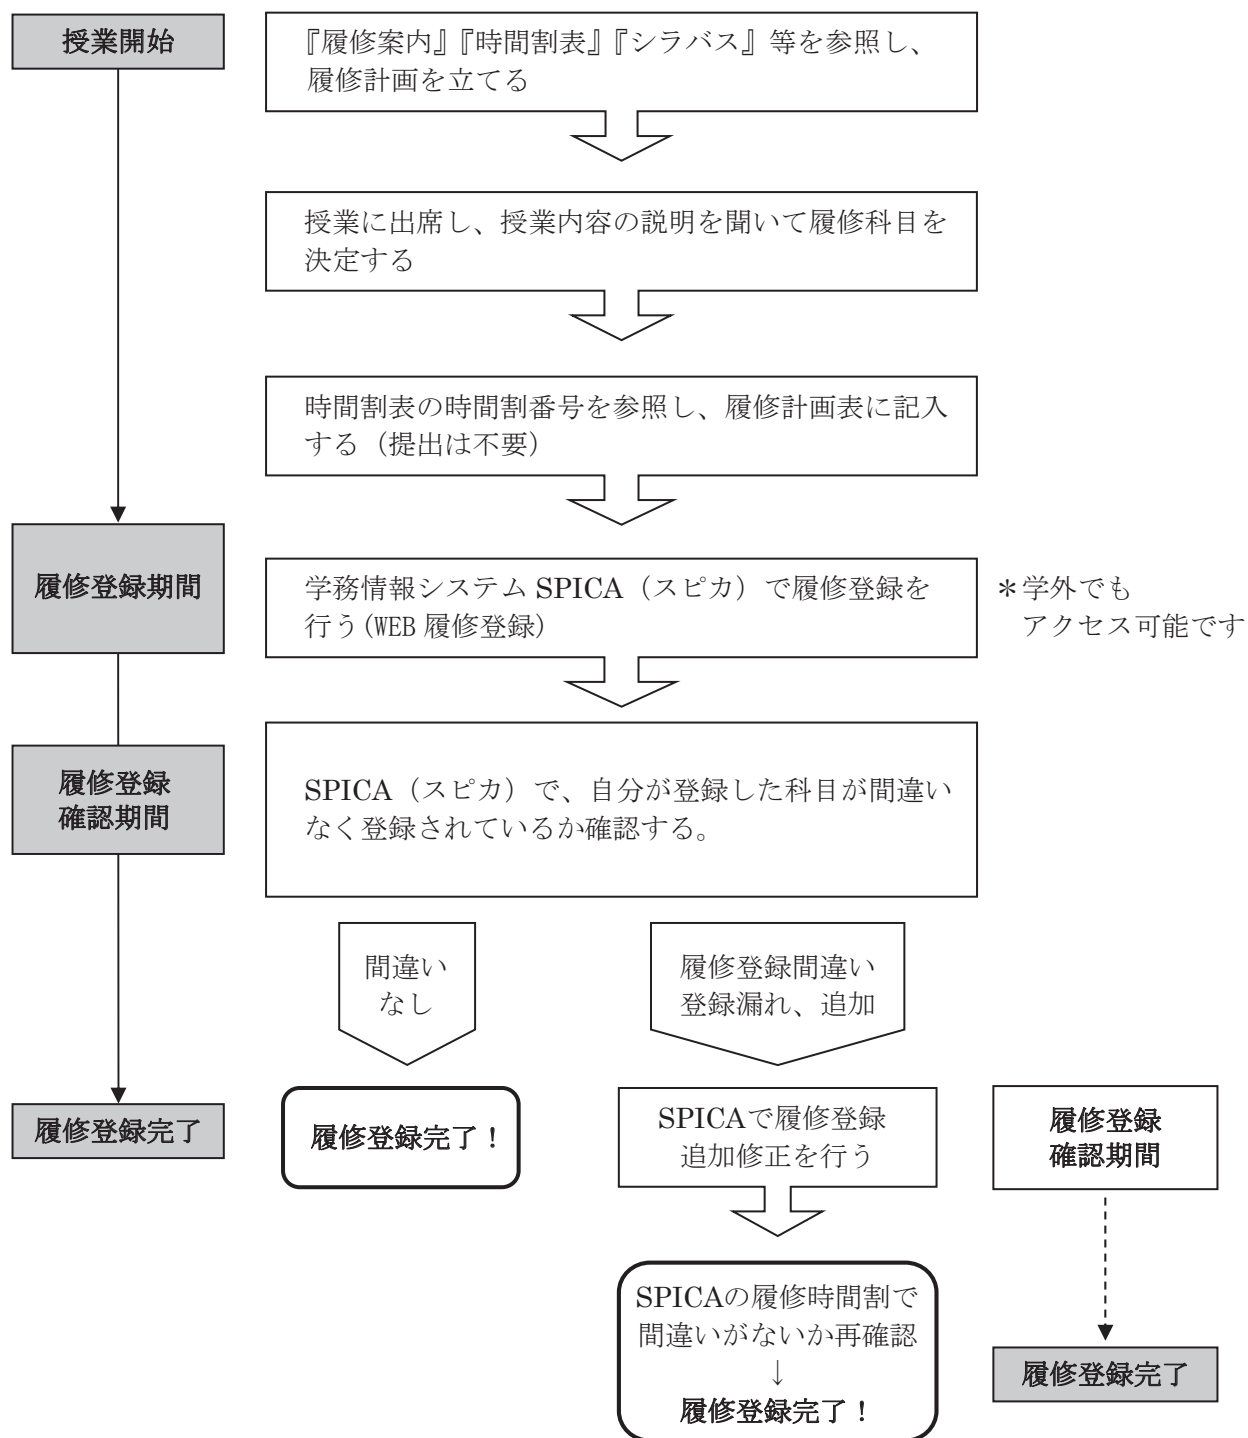 授業開始
『履修案内』『時間割表』『シラバス』等を参照し、
履修計画を立てる
授業に出席し、授業内容の説明を聞いて履修科目を
決定する
時間割表の時間割番号を参照し、履修計画表に記入
する（提出は不要）
履修登録期間
学務情報システム SPICA（スピカ）で履修登録を
行う(WEB 履修登録)
＊学外でも
アクセス可能です
履修登録
確認期間
SPICA（スピカ）で、自分が登録した科目が間違い
なく登録されているか確認する。
間違い
なし
履修登録間違い
登録漏れ、追加
履修登録完了
履修登録完了！
SPICAで履修登録
追加修正を行う
履修登録
確認期間
SPICAの履修時間割で
間違いがないか再確認
↓
履修登録完了！
履修登録完了